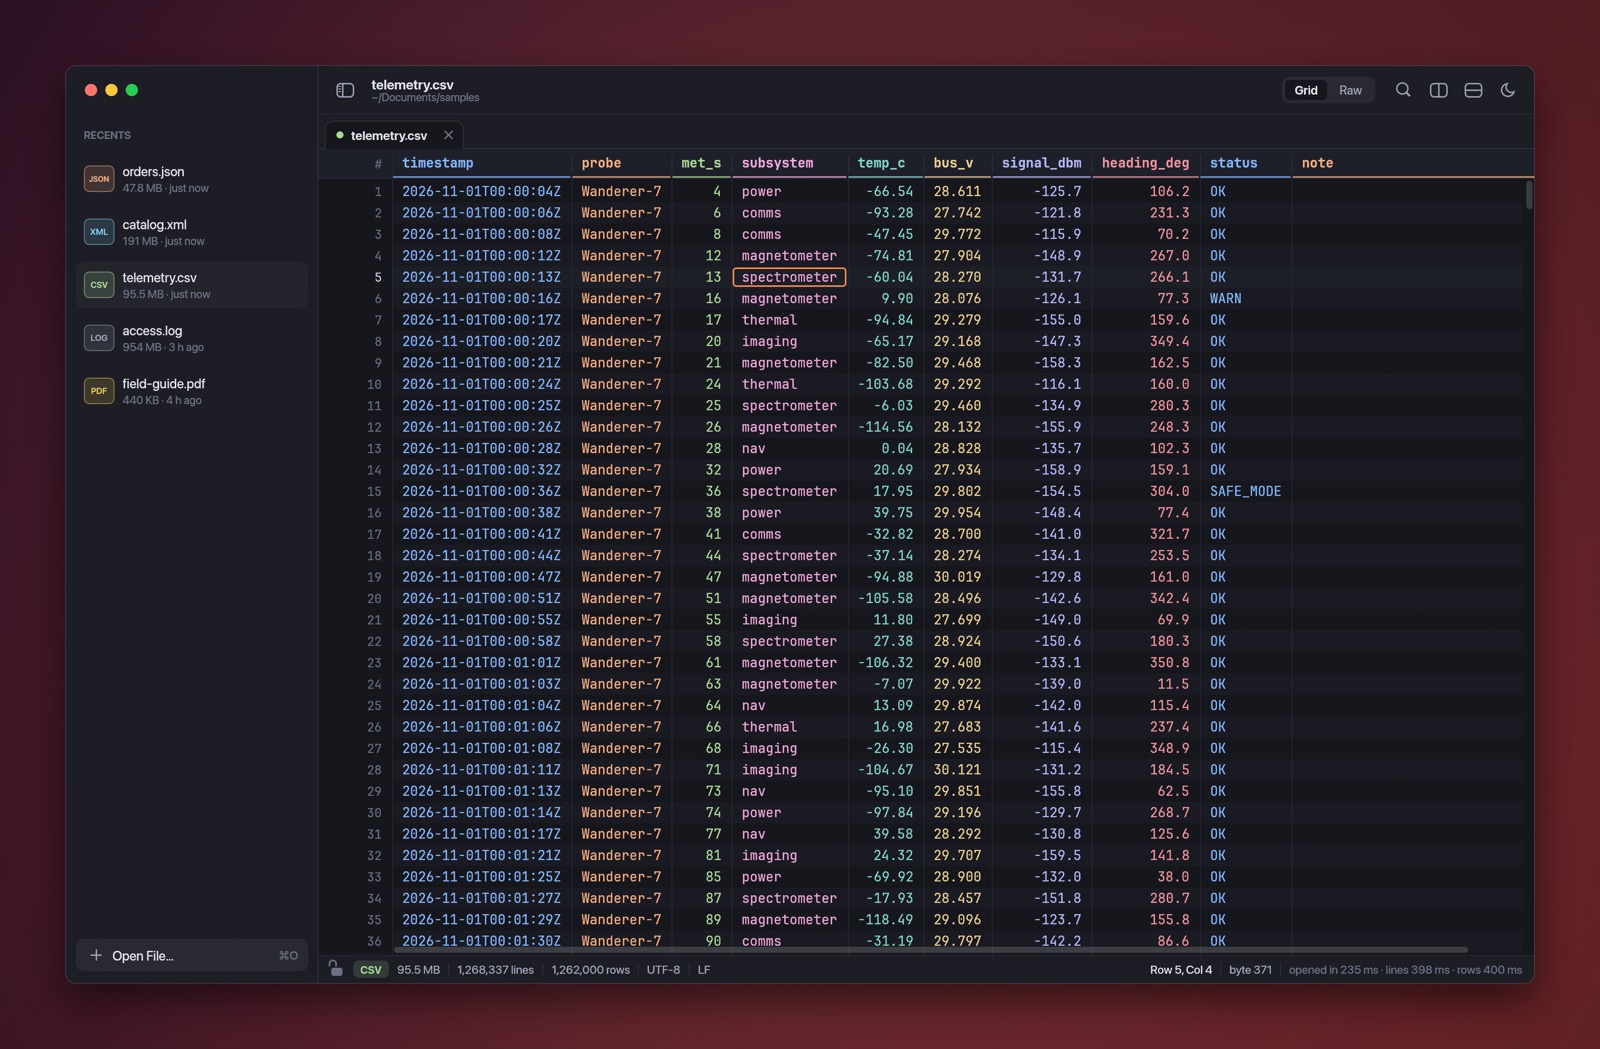 telemetry.csv
~/Documents/samples
Grid Raw
RECENTS
JSON orders.json
47.8 MB · just now
XML catalog.xml
191 MB · just now
CSV telemetry.csv
95.5 MB · just now
LOG access.log
954 MB · 3 h ago
PDF field-guide.pdf
440 KB · 4 h ago
Open File... ⌘O
telemetry.csv
# timestamp probe met_s subsystem temp_c bus_v signal_dbm heading_deg status note
1 2026-11-01T00:00:04Z Wanderer-7 4 power -66.54 28.611 -125.7 106.2 OK
2 2026-11-01T00:00:06Z Wanderer-7 6 comms -93.28 27.742 -121.8 231.3 OK
3 2026-11-01T00:00:08Z Wanderer-7 8 comms -47.45 29.772 -115.9 70.2 OK
4 2026-11-01T00:00:12Z Wanderer-7 12 magnetometer -74.81 27.904 -148.9 267.0 OK
5 2026-11-01T00:00:13Z Wanderer-7 13 spectrometer -60.04 28.270 -131.7 266.1 OK
6 2026-11-01T00:00:16Z Wanderer-7 16 magnetometer 9.90 28.076 -126.1 77.3 WARN
7 2026-11-01T00:00:17Z Wanderer-7 17 thermal -94.84 29.279 -155.0 159.6 OK
8 2026-11-01T00:00:20Z Wanderer-7 20 imaging -65.17 29.168 -147.3 349.4 OK
9 2026-11-01T00:00:21Z Wanderer-7 21 magnetometer -82.50 29.468 -158.3 162.5 OK
10 2026-11-01T00:00:24Z Wanderer-7 24 thermal -103.68 29.292 -116.1 160.0 OK
11 2026-11-01T00:00:25Z Wanderer-7 25 spectrometer -6.03 29.460 -134.9 280.3 OK
12 2026-11-01T00:00:26Z Wanderer-7 26 magnetometer -114.56 28.132 -155.9 248.3 OK
13 2026-11-01T00:00:28Z Wanderer-7 28 nav 0.04 28.828 -135.7 102.3 OK
14 2026-11-01T00:00:32Z Wanderer-7 32 power 20.69 27.934 -158.9 159.1 OK
15 2026-11-01T00:00:36Z Wanderer-7 36 spectrometer 17.95 29.802 -154.5 304.0 SAFE_MODE
16 2026-11-01T00:00:38Z Wanderer-7 38 power 39.75 29.954 -148.4 77.4 OK
17 2026-11-01T00:00:41Z Wanderer-7 41 comms -32.82 28.700 -141.0 321.7 OK
18 2026-11-01T00:00:44Z Wanderer-7 44 spectrometer -37.14 28.274 -134.1 253.5 OK
19 2026-11-01T00:00:47Z Wanderer-7 47 magnetometer -94.88 30.019 -129.8 161.0 OK
20 2026-11-01T00:00:51Z Wanderer-7 51 magnetometer -105.58 28.496 -142.6 342.4 OK
21 2026-11-01T00:00:55Z Wanderer-7 55 imaging 11.80 27.699 -149.0 69.9 OK
22 2026-11-01T00:00:58Z Wanderer-7 58 spectrometer 27.38 28.924 -150.6 180.3 OK
23 2026-11-01T00:01:01Z Wanderer-7 61 magnetometer -106.32 29.400 -133.1 350.8 OK
24 2026-11-01T00:01:03Z Wanderer-7 63 magnetometer -7.07 29.922 -139.0 11.5 OK
25 2026-11-01T00:01:04Z Wanderer-7 64 nav 13.09 29.874 -142.0 115.4 OK
26 2026-11-01T00:01:06Z Wanderer-7 66 thermal 16.98 27.683 -141.6 237.4 OK
27 2026-11-01T00:01:08Z Wanderer-7 68 imaging -26.30 27.535 -115.4 348.9 OK
28 2026-11-01T00:01:11Z Wanderer-7 71 imaging -104.67 30.121 -131.2 184.5 OK
29 2026-11-01T00:01:13Z Wanderer-7 73 nav -95.10 29.851 -155.8 62.5 OK
30 2026-11-01T00:01:14Z Wanderer-7 74 power -97.84 29.196 -129.7 268.7 OK
31 2026-11-01T00:01:17Z Wanderer-7 77 nav 39.58 28.292 -130.8 125.6 OK
32 2026-11-01T00:01:21Z Wanderer-7 81 imaging 24.32 29.707 -159.5 141.8 OK
33 2026-11-01T00:01:25Z Wanderer-7 85 power -69.92 28.900 -132.0 38.0 OK
34 2026-11-01T00:01:27Z Wanderer-7 87 spectrometer -17.93 28.457 -151.8 280.7 OK
35 2026-11-01T00:01:29Z Wanderer-7 89 magnetometer -118.49 29.096 -123.7 155.8 OK
36 2026-11-01T00:01:30Z Wanderer-7 90 comms -31.19 29.797 -142.2 86.6 OK
CSV 95.5 MB 1,268,337 lines 1,262,000 rows UTF-8 LF Row 5, Col 4 byte 371 opened in 235 ms · lines 398 ms · rows 400 ms